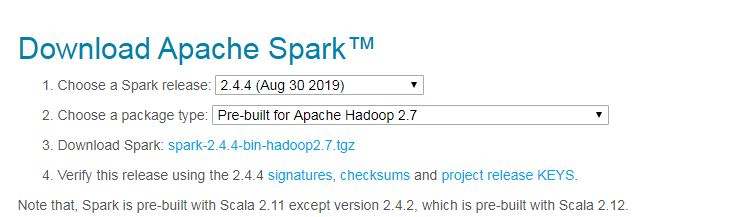 Download Apache Spark™
1. Choose a Spark release: 2.4.4 (Aug 30 2019)
2. Choose a package type: Pre-built for Apache Hadoop 2.7
3. Download Spark: spark-2.4.4-bin-hadoop2.7.tgz
4. Verify this release using the 2.4.4 signatures, checksums and project release KEYS.
Note that, Spark is pre-built with Scala 2.11 except version 2.4.2, which is pre-built with Scala 2.12.